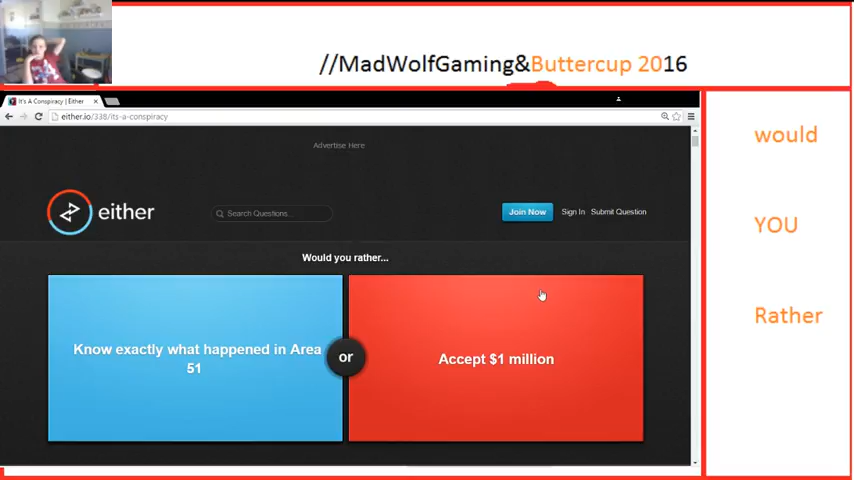 //MadWolfGaming&Buttercup 2016
It's A Conspiracy | Either
either.io/338/its-a-conspiracy
Advertise Here
either
Search Questions...
Join Now
Sign In
Submit Question
Would you rather...
Know exactly what happened in Area
51
or
Accept $1 million
would
YOU
Rather